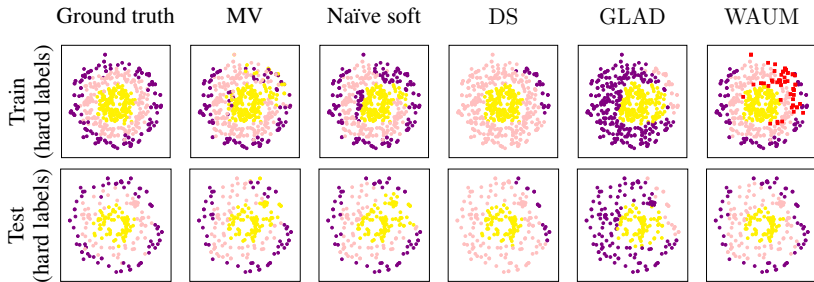 Ground truth MV Naïve soft DS GLAD WAUM
Train
(hard labels)
Test
(hard labels)